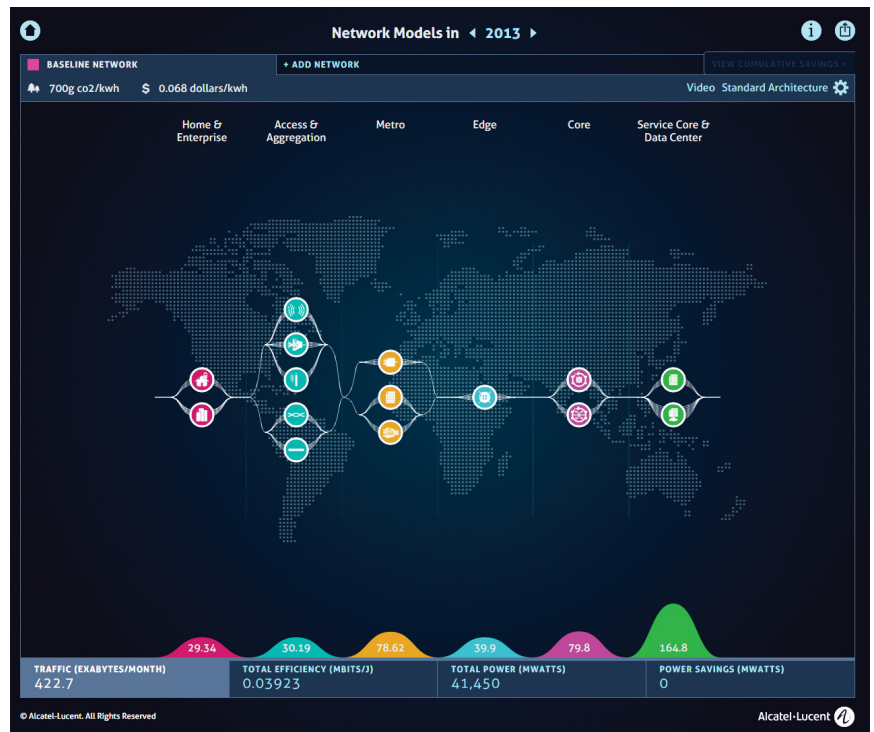 Network Models in 2013
i
BASELINE NETWORK
+ ADD NETWORK
VIEW CUMULATIVE SAVINGS +
700g co2/kwh
$ 0.068 dollars/kwh
Video Standard Architecture
Home &
Enterprise
Access &
Aggregation
Metro
Edge
Core
Service Core &
Data Center
29.34
30.19
78.62
39.9
79.8
164.8
TRAFFIC (EXABYTES/MONTH)
422.7
TOTAL EFFICIENCY (MBITS/J)
0.03923
TOTAL POWER (MWATTS)
41,450
POWER SAVINGS (MWATTS)
0
© Alcatel-Lucent. All Rights Reserved
Alcatel·Lucent